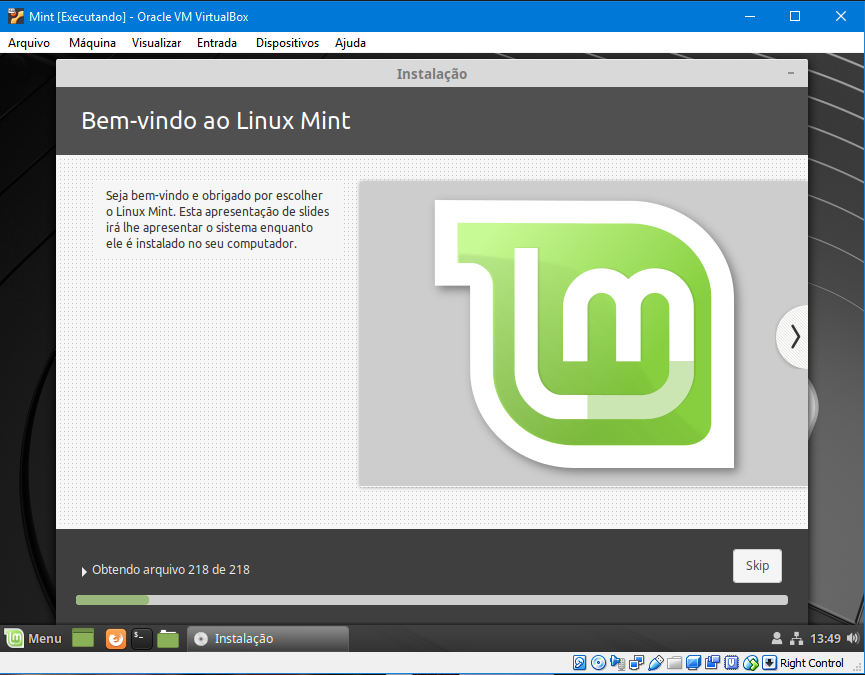 Mint [Executando] - Oracle VM VirtualBox
Arquivo Máquina Visualizar Entrada Dispositivos Ajuda
Instalação
Bem-vindo ao Linux Mint
Seja bem-vindo e obrigado por escolher
o Linux Mint. Esta apresentação de slides
irá lhe apresentar o sistema enquanto
ele é instalado no seu computador.
Obtendo arquivo 218 de 218
Skip
Menu
Instalação
13:49
Right Control